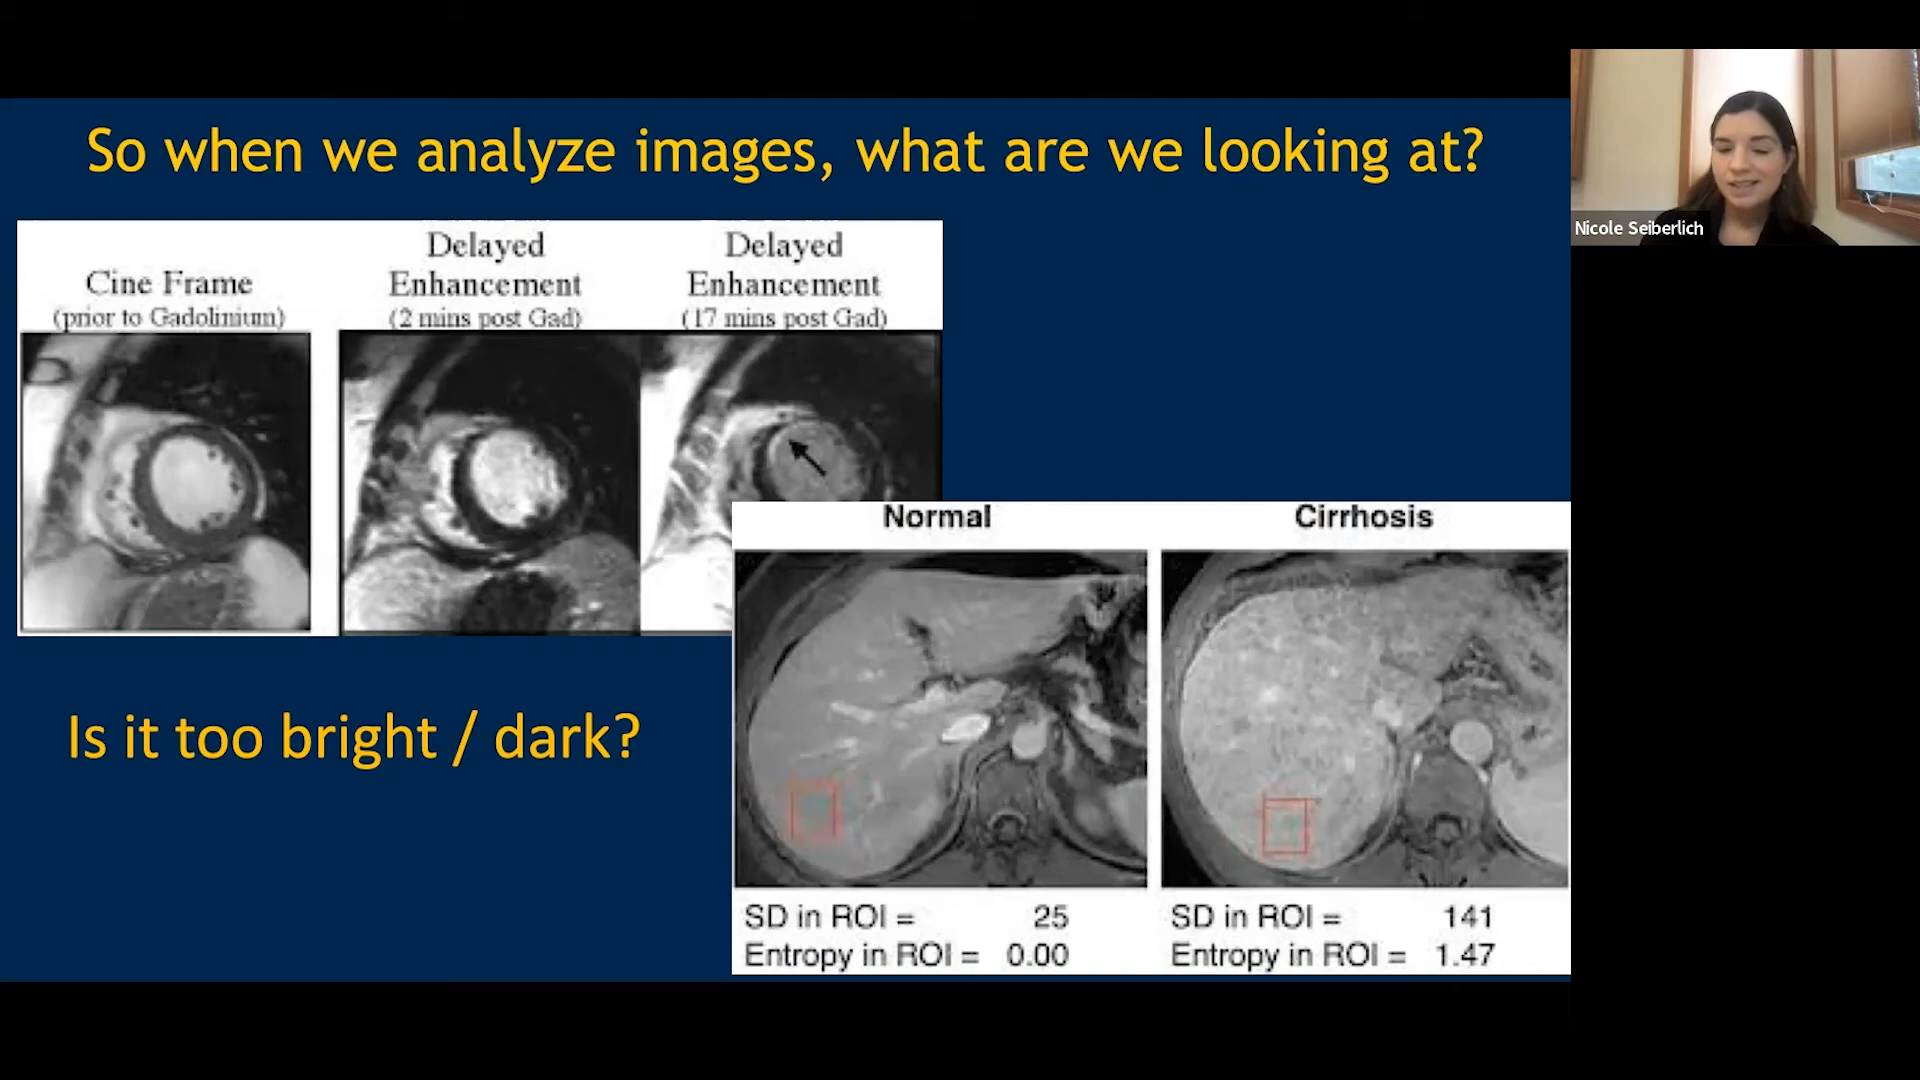 So when we analyze images, what are we looking at?
Nicole Seiberlich
Cine Frame
(prior to Gadolinium)
Delayed
Enhancement
(2 mins post Gad)
Delayed
Enhancement
(17 mins post Gad)
Normal
Cirrhosis
Is it too bright / dark?
SD in ROI = 25
Entropy in ROI = 0.00
SD in ROI = 141
Entropy in ROI = 1.47